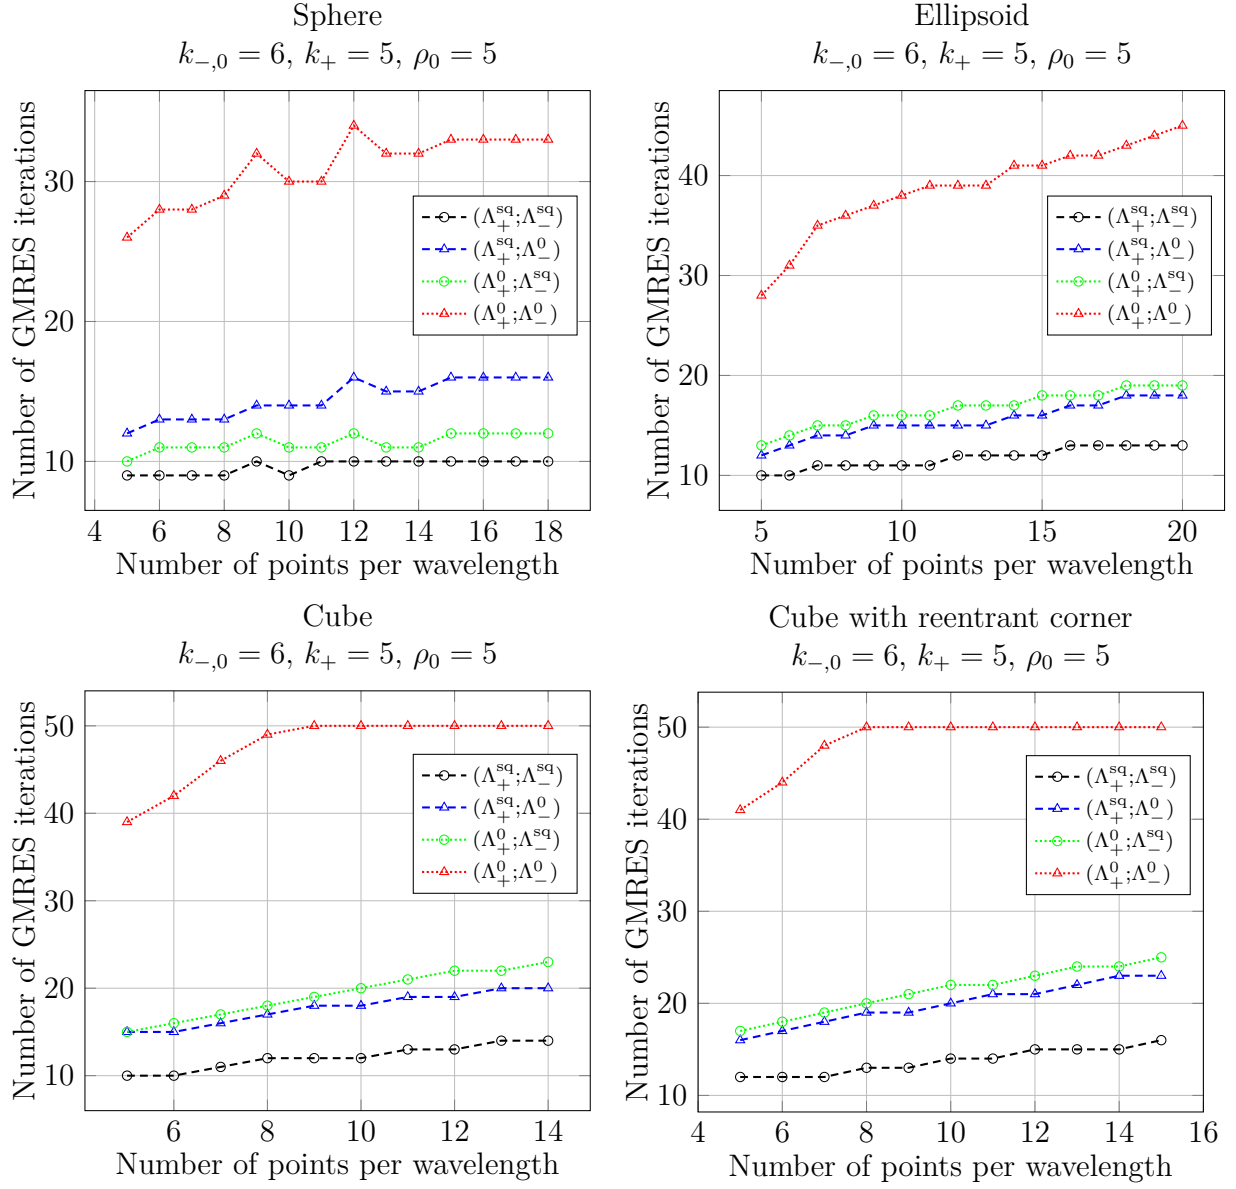 Sphere
k₋,₀ = 6, k₊ = 5, ρ₀ = 5
Number of GMRES iterations
30
20
10
4 6 8 10 12 14 16 18
Number of points per wavelength
(Λ₊^sq;Λ₋^sq)
(Λ₊^sq;Λ₋^0)
(Λ₊^0;Λ₋^sq)
(Λ₊^0;Λ₋^0)
Ellipsoid
k₋,₀ = 6, k₊ = 5, ρ₀ = 5
Number of GMRES iterations
40
30
20
10
5 10 15 20
Number of points per wavelength
(Λ₊^sq;Λ₋^sq)
(Λ₊^sq;Λ₋^0)
(Λ₊^0;Λ₋^sq)
(Λ₊^0;Λ₋^0)
Cube
k₋,₀ = 6, k₊ = 5, ρ₀ = 5
Number of GMRES iterations
50
40
30
20
10
6 8 10 12 14
Number of points per wavelength
(Λ₊^sq;Λ₋^sq)
(Λ₊^sq;Λ₋^0)
(Λ₊^0;Λ₋^sq)
(Λ₊^0;Λ₋^0)
Cube with reentrant corner
k₋,₀ = 6, k₊ = 5, ρ₀ = 5
Number of GMRES iterations
50
40
30
20
10
4 6 8 10 12 14 16
Number of points per wavelength
(Λ₊^sq;Λ₋^sq)
(Λ₊^sq;Λ₋^0)
(Λ₊^0;Λ₋^sq)
(Λ₊^0;Λ₋^0)